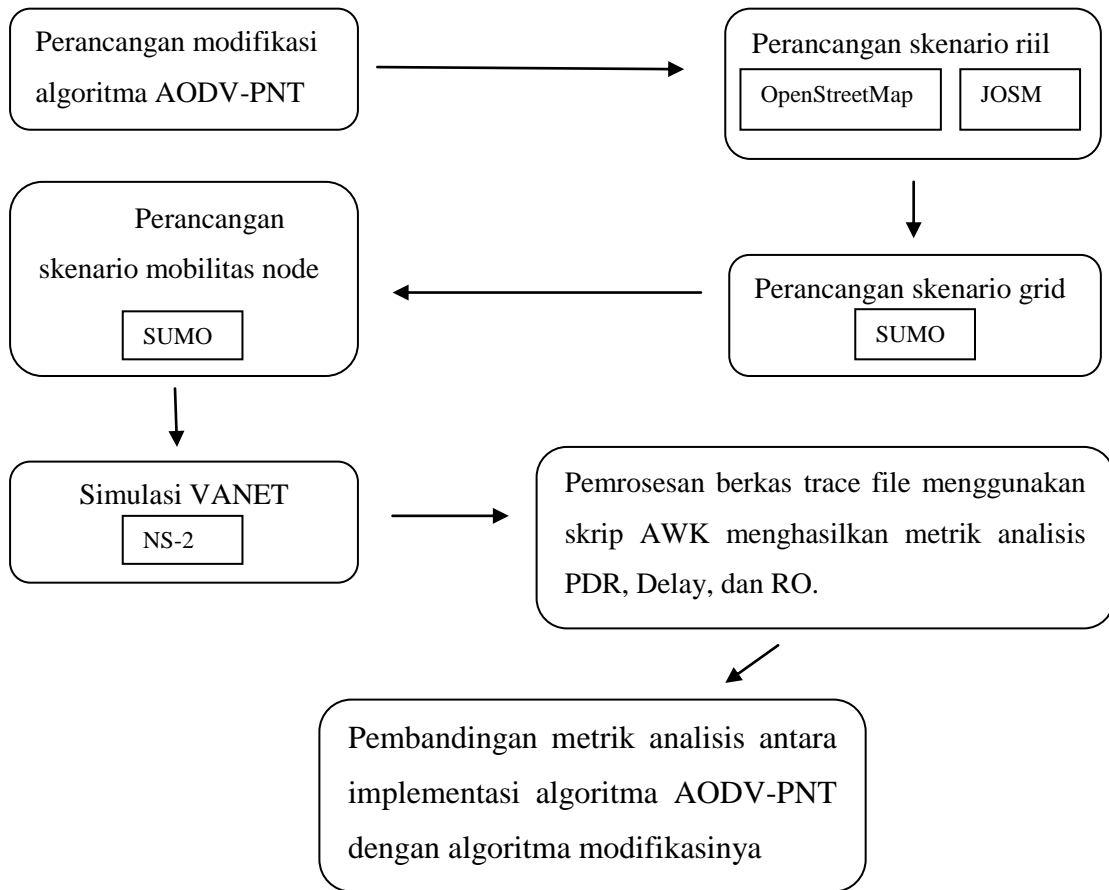 Perancangan modifikasi
algoritma AODV-PNT
Perancangan skenario riil
OpenStreetMap
JOSM
Perancangan skenario grid
SUMO
Perancangan
skenario mobilitas node
SUMO
Simulasi VANET
NS-2
Pemrosesan berkas trace file menggunakan
skrip AWK menghasilkan metrik analisis
PDR, Delay, dan RO.
Pembandingan metrik analisis antara
implementasi algoritma AODV-PNT
dengan algoritma modifikasinya